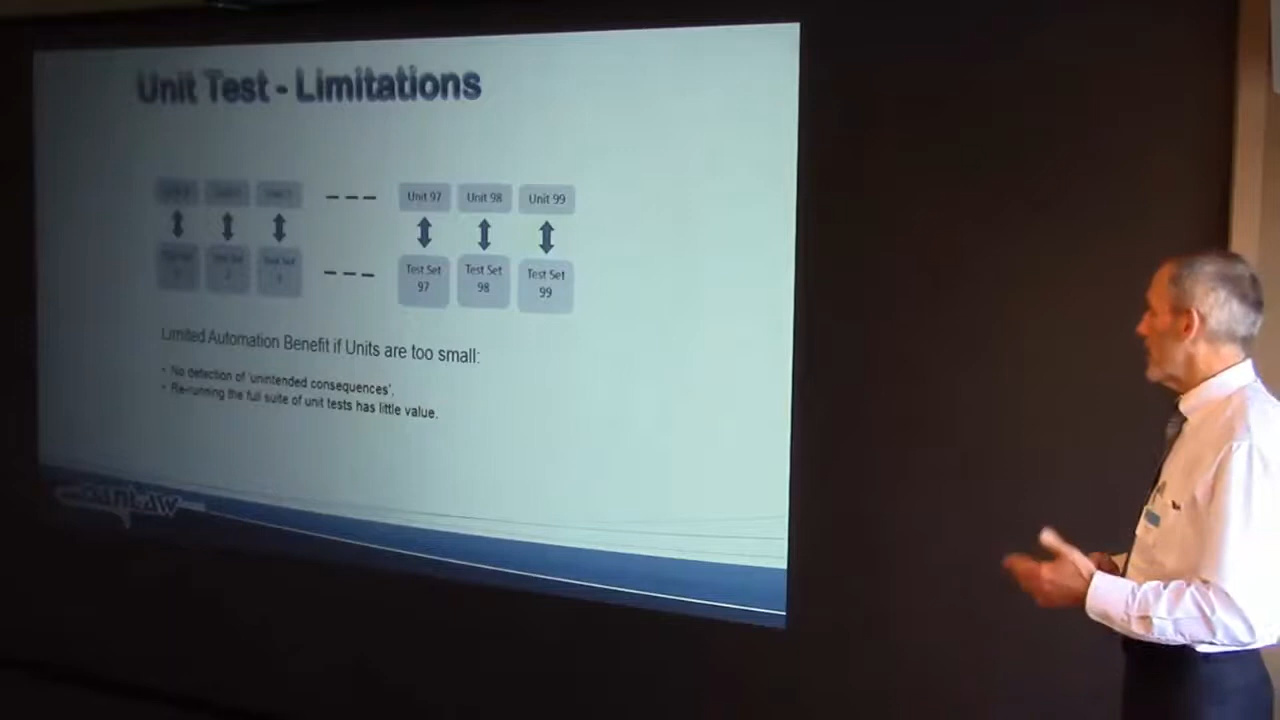 Unit Test - Limitations
Unit 97 Unit 98 Unit 99
Test Set Test Set Test Set
97 98 99
Limited Automation Benefit if Units are too small:
• No detection of 'unintended consequences'.
• Re-running the full suite of unit tests has little value.
DANLAW